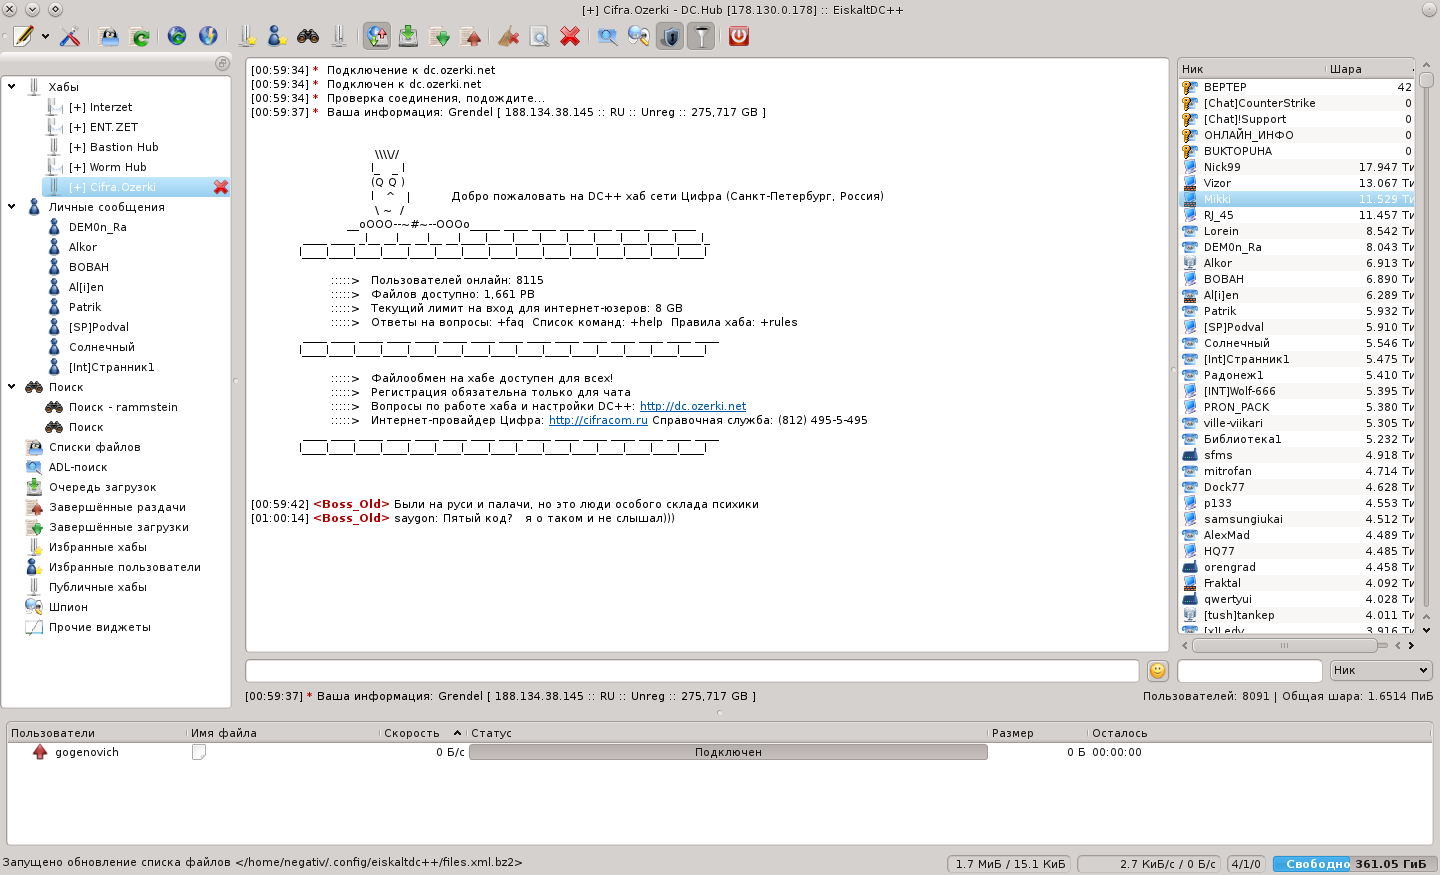 [+] Cifra.Ozerki - DC.Hub [178.130.0.178] :: EiskaltDC++
Хабы
[+] Interzet
[+] ENT.ZET
[+] Bastion Hub
[+] Worm Hub
[+] Cifra.Ozerki
Личные сообщения
DEM0n_Ra
Alkor
BOBAH
Al[i]en
Patrik
[SP]Podval
Солнечный
[Int]Странник1
Поиск
Поиск - rammstein
Поиск
Списки файлов
ADL-поиск
Очередь загрузок
Завершённые раздачи
Завершённые загрузки
Избранные хабы
Избранные пользователи
Публичные хабы
Шпион
Прочие виджеты
[00:59:34] * Подключение к dc.ozerki.net
[00:59:34] * Подключен к dc.ozerki.net
[00:59:34] * Проверка соединения, подождите...
[00:59:37] * Ваша информация: Grendel [ 188.134.38.145 :: RU :: Unreg :: 275,717 GB ]
\\\\//
|_ _ |
(Q Q )
| ^ | Добро пожаловать на DC++ хаб сети Цифра (Санкт-Петербург, Россия)
\ ~ /
__oOOO--~#~--OOOo
:::::> Пользователей онлайн: 8115
:::::> Файлов доступно: 1,661 PB
:::::> Текущий лимит на вход для интернет-юзеров: 8 GB
:::::> Ответы на вопросы: +faq Список команд: +help Правила хаба: +rules
:::::> Файлообмен на хабе доступен для всех!
:::::> Регистрация обязательна только для чата
:::::> Вопросы по работе хаба и настройки DC++: http://dc.ozerki.net
:::::> Интернет-провайдер Цифра: http://cifracom.ru Справочная служба: (812) 495-5-495
[00:59:42] <Boss_Old> Были на руси и палачи, но это люди особого склада психики
[01:00:14] <Boss_Old> saygon: Пятый код? я о таком и не слышал)))
Ник Шара
ВЕРТЕР 42
[Chat]CounterStrike 0
[Chat]!Support 0
ОНЛАЙН_ИНФО 0
BUKTOPUHA 0
Nick99 17.947 Ти
Vizor 13.067 Ти
Mikki 11.529 Ти
RJ_45 11.457 Ти
Lorein 8.542 Ти
DEM0n_Ra 8.043 Ти
Alkor 6.913 Ти
BOBAH 6.890 Ти
Al[i]en 6.289 Ти
Patrik 5.932 Ти
[SP]Podval 5.910 Ти
Солнечный 5.546 Ти
[Int]Странник1 5.475 Ти
Радонеж1 5.410 Ти
[INT]Wolf-666 5.395 Ти
PRON_PACK 5.380 Ти
ville-viikari 5.305 Ти
Библиотека1 5.232 Ти
sfms 4.918 Ти
mitrofan 4.714 Ти
Dock77 4.628 Ти
p133 4.553 Ти
samsungiukai 4.512 Ти
AlexMad 4.489 Ти
HQ77 4.485 Ти
orengrad 4.458 Ти
Fraktal 4.092 Ти
qwertyui 4.028 Ти
[tush]tankep 4.011 Ти
[x]Ledy 3.916 Ти
Ник
[00:59:37] * Ваша информация: Grendel [ 188.134.38.145 :: RU :: Unreg :: 275,717 GB ]
Пользователей: 8091 | Общая шара: 1.6514 ПиБ
Пользователи Имя файла Скорость Статус Размер Осталось
gogenovich 0 Б/с Подключен 0 Б 00:00:00
Запущено обновление списка файлов </home/negativ/.config/eiskaltdc++/files.xml.bz2>
1.7 МиБ / 15.1 КиБ 2.7 КиБ/с / 0 Б/с 4/1/0 Свободно 361.05 ГиБ